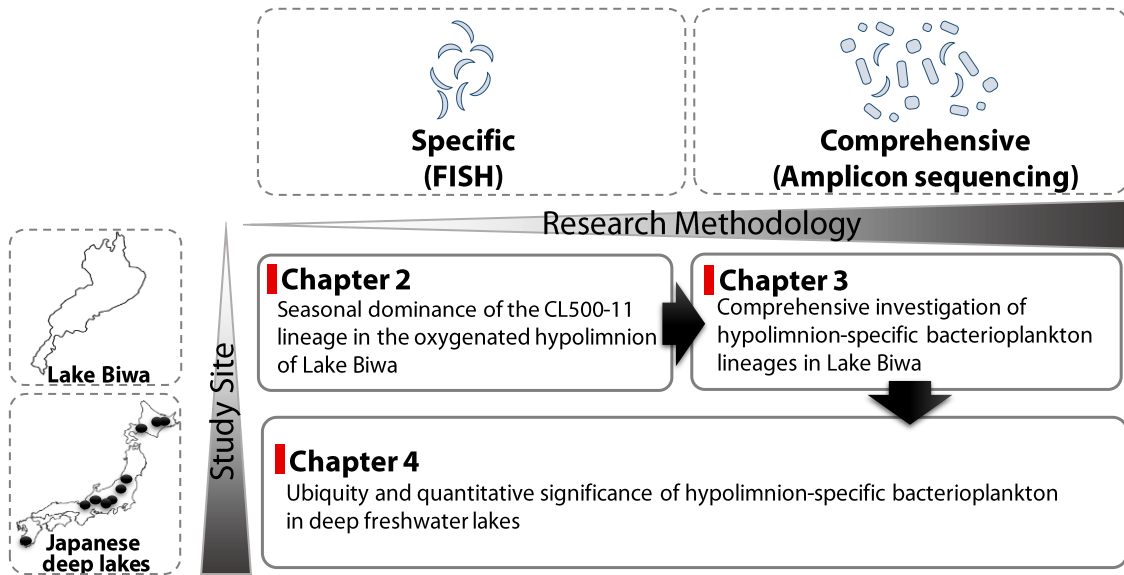 Specific
(FISH)
Comprehensive
(Amplicon sequencing)
Research Methodology
Lake Biwa
Japanese
deep lakes
Study Site
Chapter 2
Seasonal dominance of the CL500-11
lineage in the oxygenated hypolimnion
of Lake Biwa
Chapter 3
Comprehensive investigation of
hypolimnion-specific bacterioplankton
lineages in Lake Biwa
Chapter 4
Ubiquity and quantitative significance of hypolimnion-specific bacterioplankton
in deep freshwater lakes